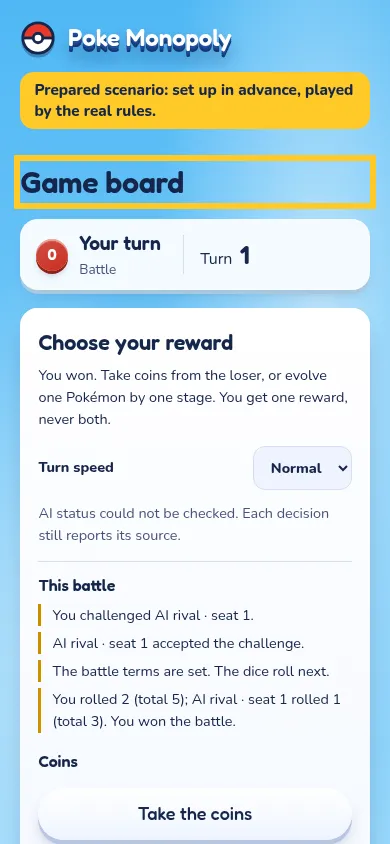 Poke Monopoly
Prepared scenario: set up in advance, played
by the real rules.
Game board
0
Your turn
Battle
Turn 1
Choose your reward
You won. Take coins from the loser, or evolve
one Pokémon by one stage. You get one reward,
never both.
Turn speed
Normal
AI status could not be checked. Each decision
still reports its source.
This battle
You challenged AI rival · seat 1.
AI rival · seat 1 accepted the challenge.
The battle terms are set. The dice roll next.
You rolled 2 (total 5); AI rival · seat 1 rolled 1
(total 3). You won the battle.
Coins
Take the coins